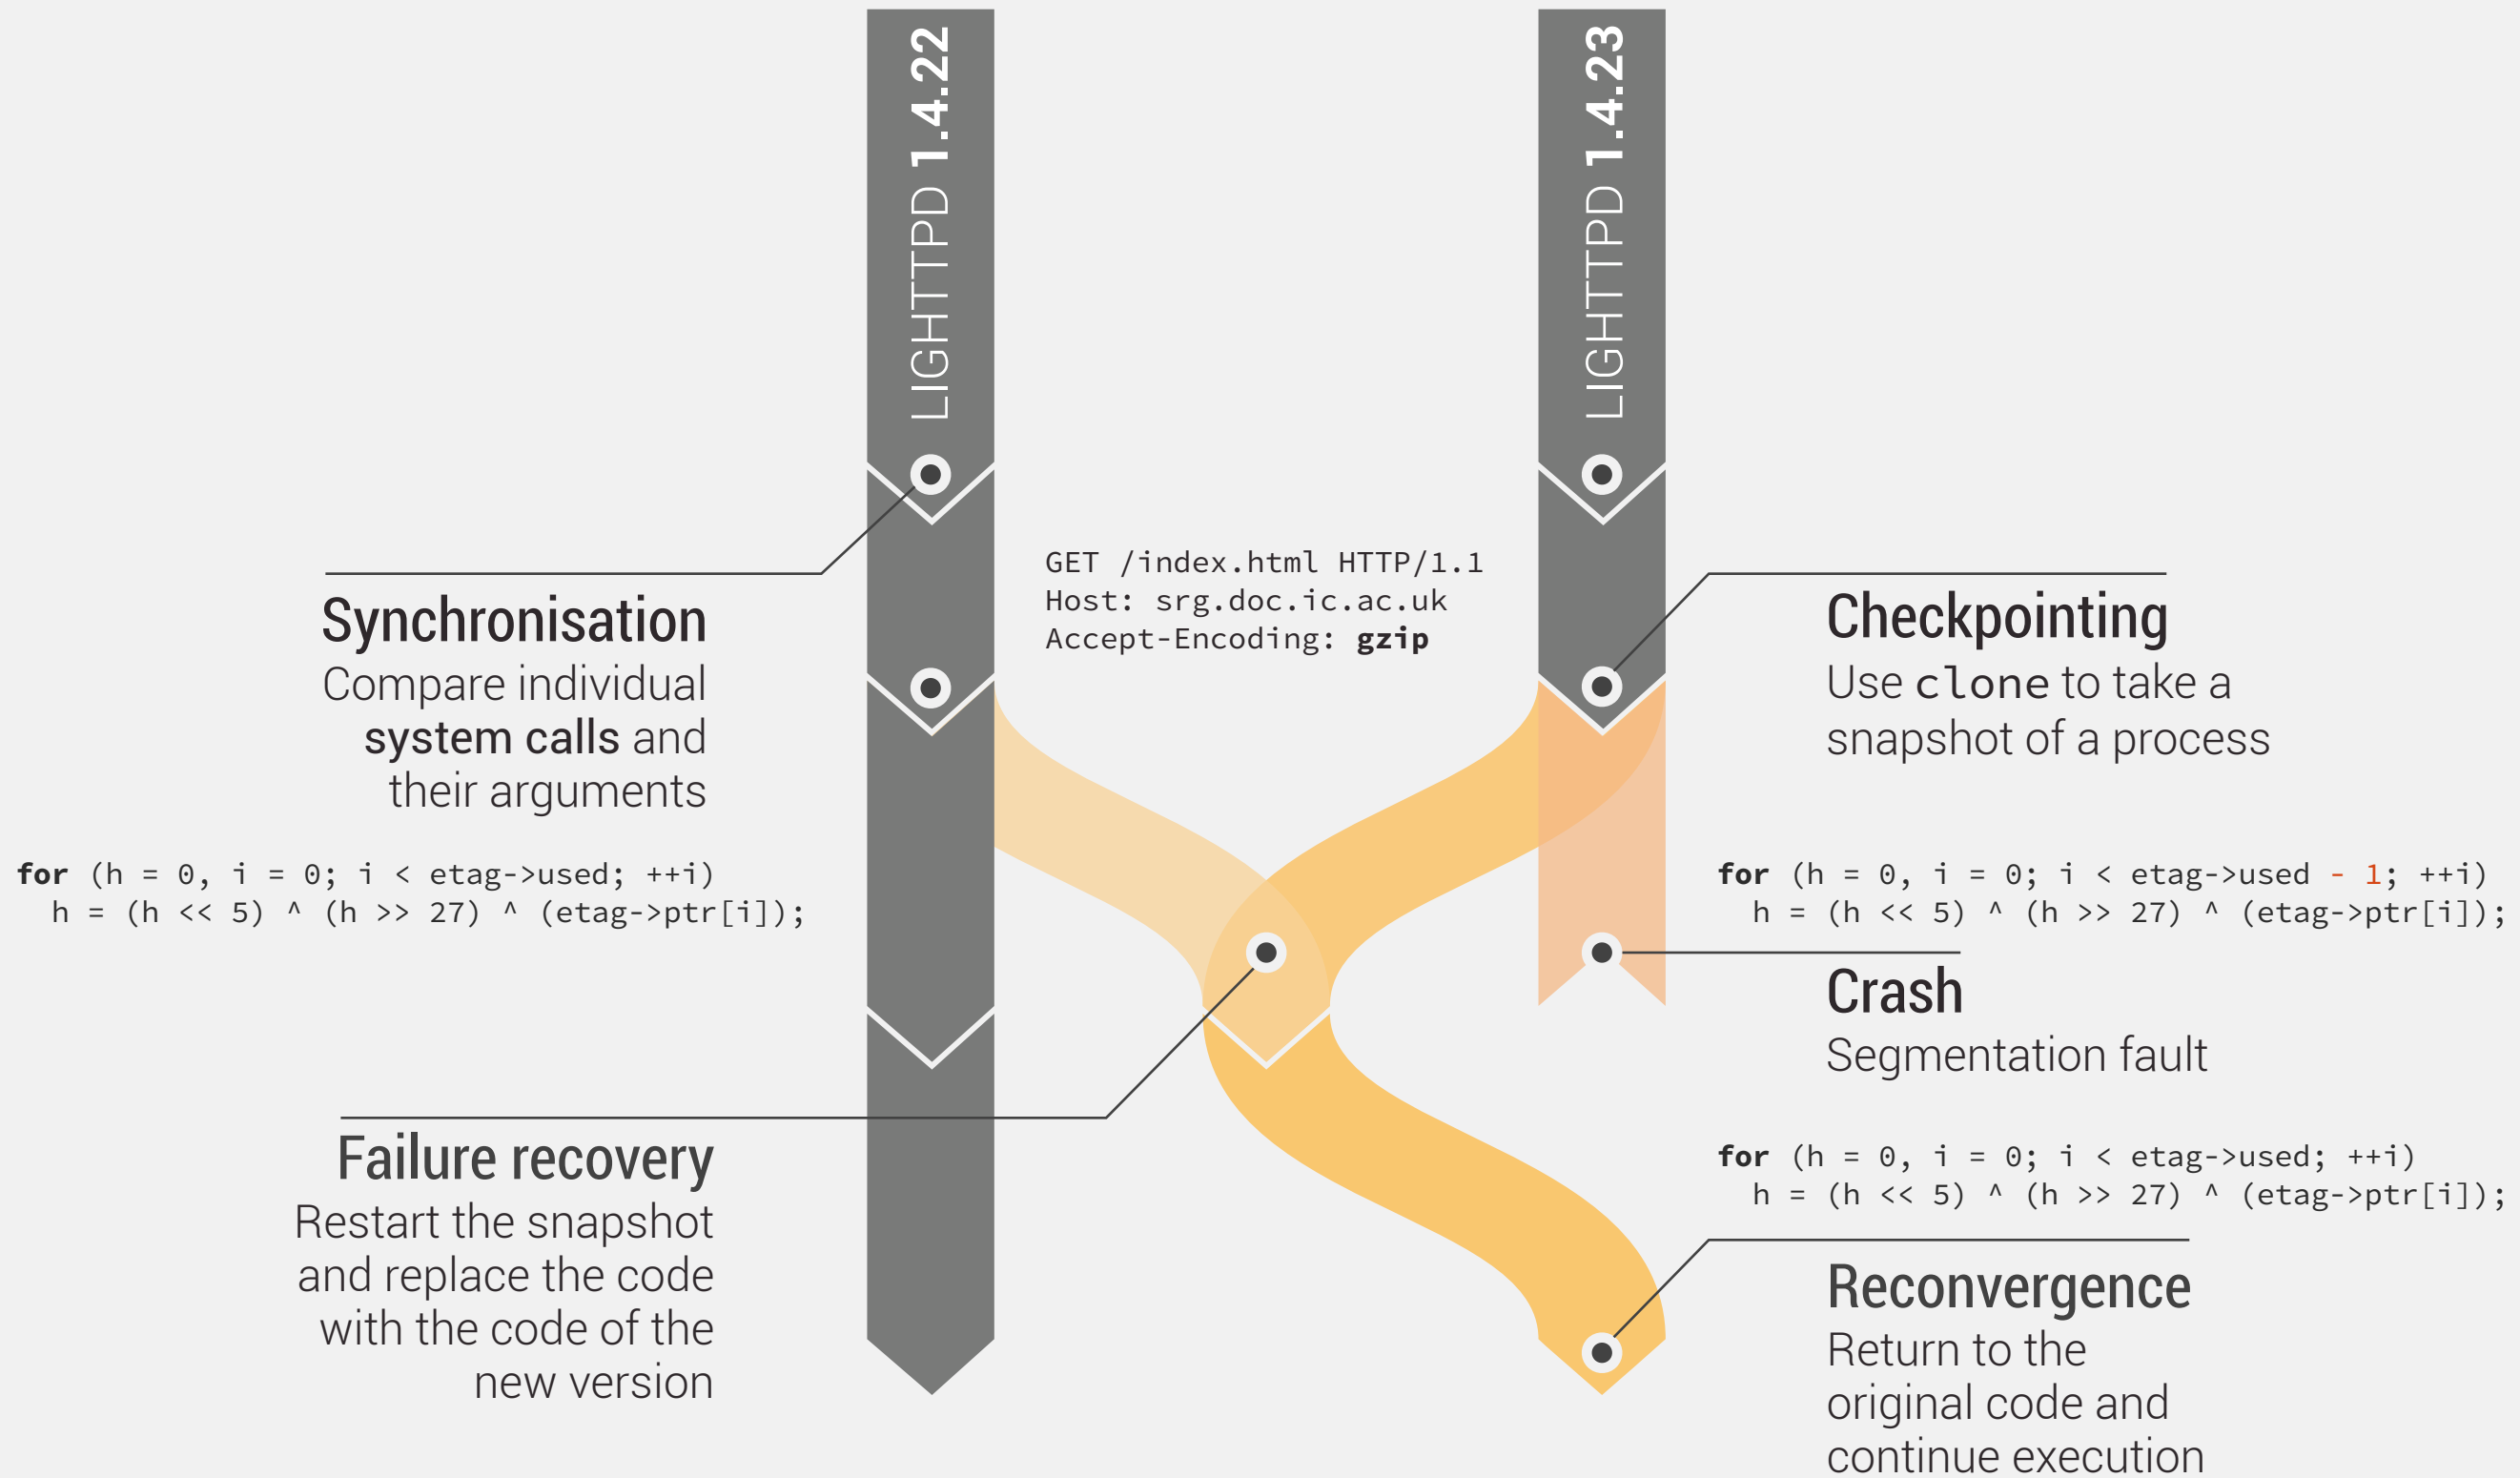 LIGHTTPD 1.4.22
LIGHTTPD 1.4.23
GET /index.html HTTP/1.1
Host: srg.doc.ic.ac.uk
Accept-Encoding: gzip
Synchronisation
Compare individual
system calls and
their arguments
Checkpointing
Use clone to take a
snapshot of a process
for (h = 0, i = 0; i < etag->used; ++i)
h = (h << 5) ^ (h >> 27) ^ (etag->ptr[i]);
for (h = 0, i = 0; i < etag->used - 1; ++i)
h = (h << 5) ^ (h >> 27) ^ (etag->ptr[i]);
Crash
Segmentation fault
Failure recovery
Restart the snapshot
and replace the code
with the code of the
new version
for (h = 0, i = 0; i < etag->used; ++i)
h = (h << 5) ^ (h >> 27) ^ (etag->ptr[i]);
Reconvergence
Return to the
original code and
continue execution